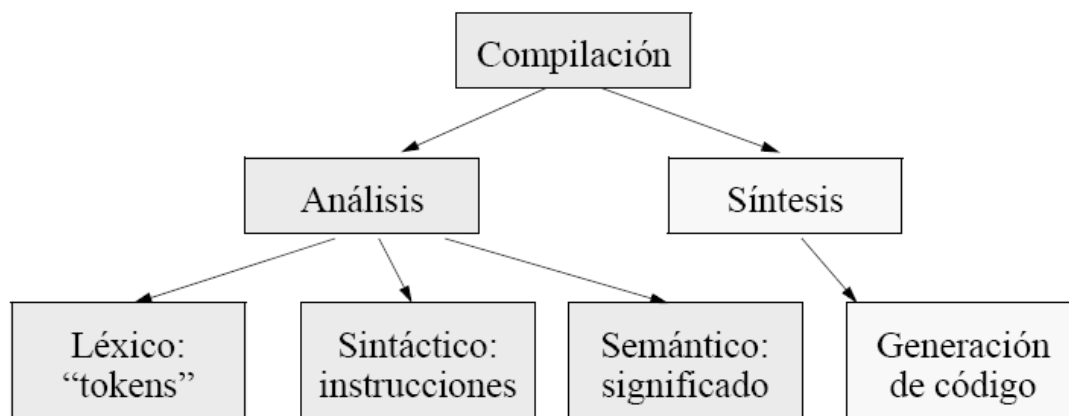 Compilación
Análisis
Síntesis
Léxico:
“tokens”
Sintáctico:
instrucciones
Semántico:
significado
Generación
de código